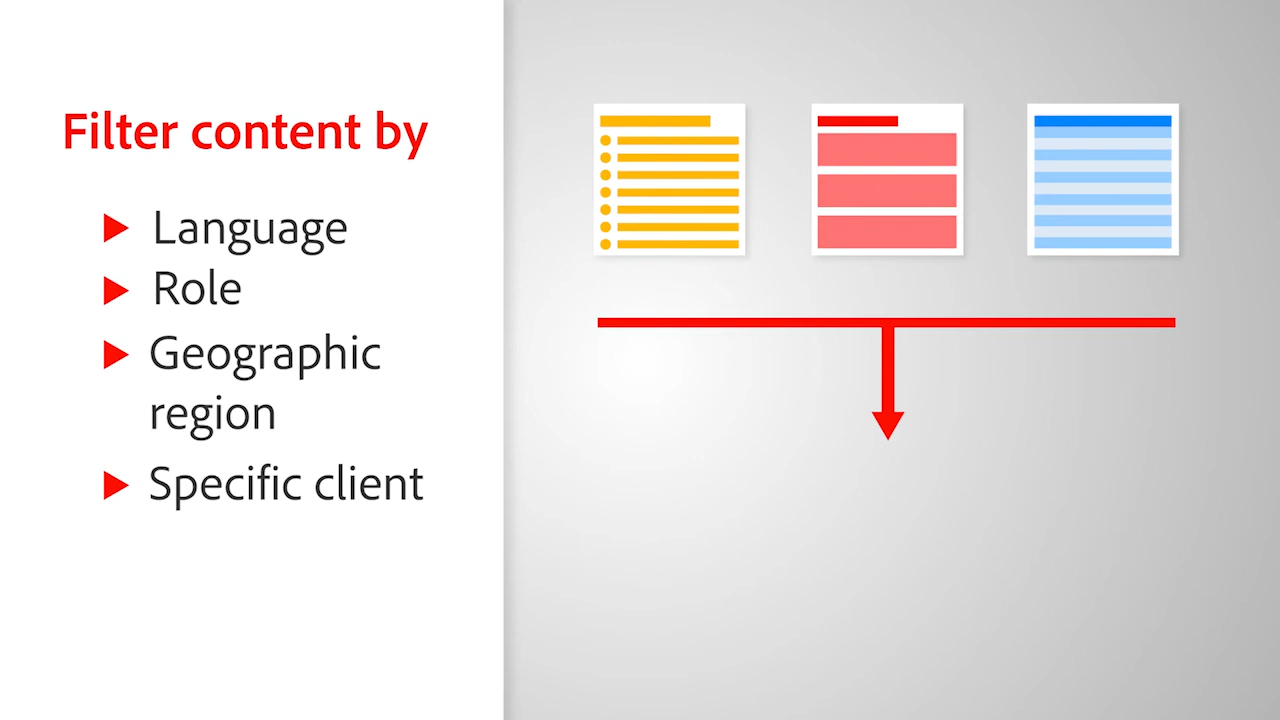 Filter content by
Language
Role
Geographic
region
Specific client